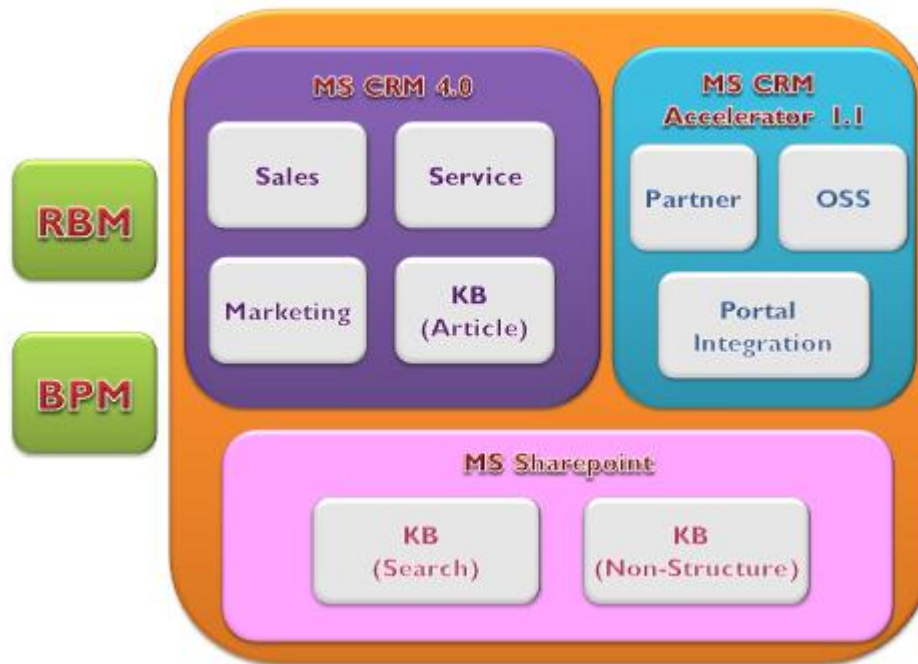 RBM
BPM
MS CRM 4.0
Sales
Service
Marketing
KB
(Article)
MS CRM
Accelerator 1.1
Partner
OSS
Portal
Integration
MS Sharepoint
KB
(Search)
KB
(Non-Structure)